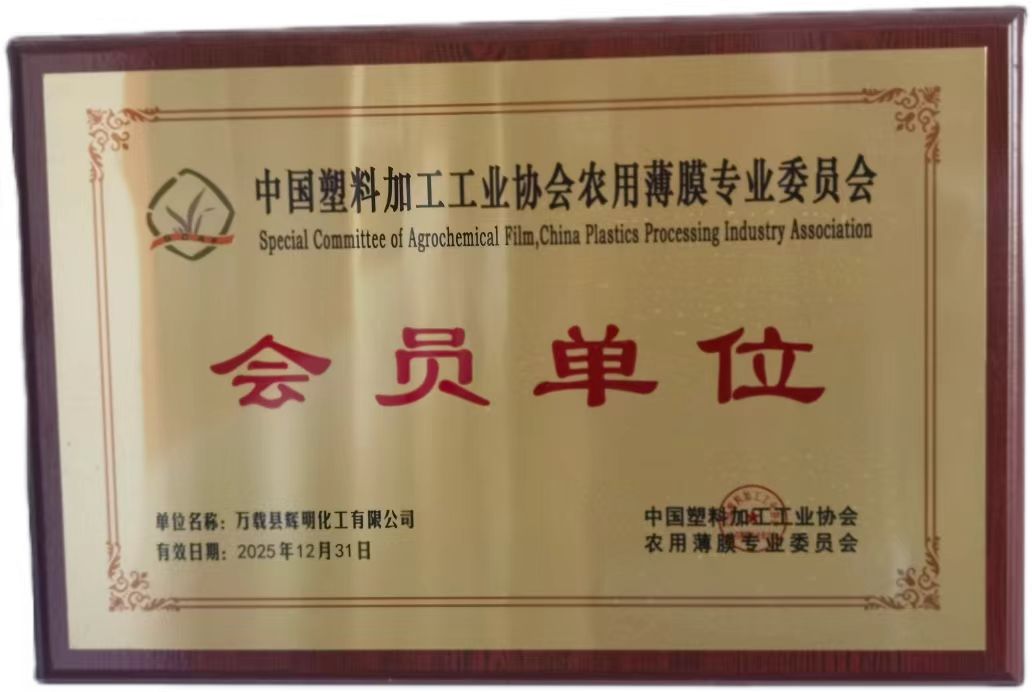 中国塑料加工工业协会农用薄膜专业委员会
Special Committee of Agrochemical Film,China Plastics Processing Industry Association
会员单位
单位名称：万载县辉明化工有限公司
有效日期：2025年12月31日
中国塑料加工工业协会
农用薄膜专业委员会